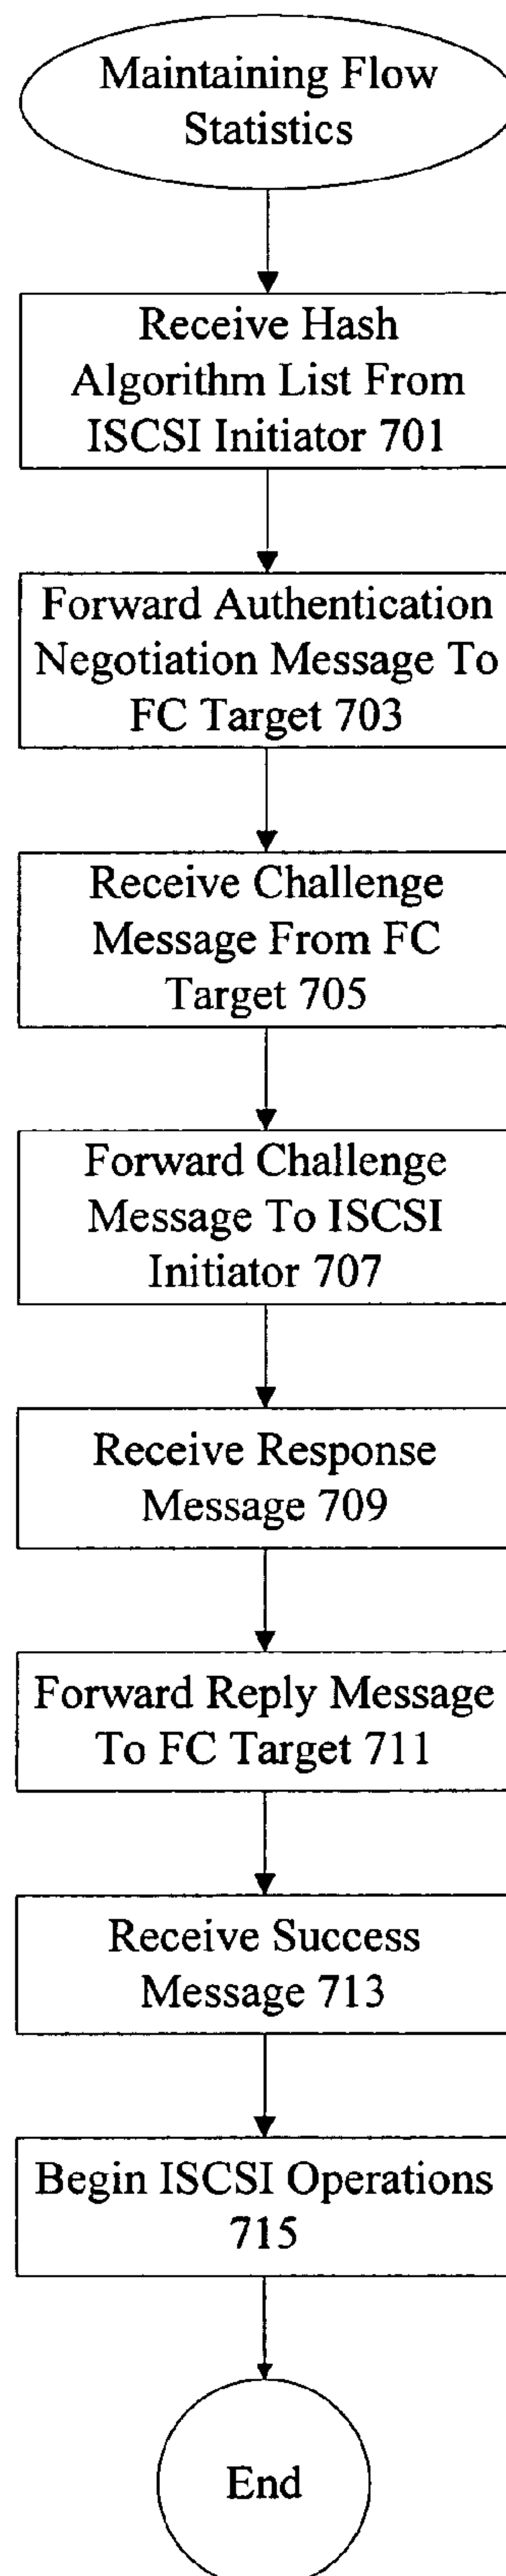 Maintaining Flow
Statistics
Receive Hash
Algorithm List From
ISCSI Initiator 701
Forward Authentication
Negotiation Message To
FC Target 703
Receive Challenge
Message From FC
Target 705
Forward Challenge
Message To ISCSI
Initiator 707
Receive Response
Message 709
Forward Reply Message
To FC Target 711
Receive Success
Message 713
Begin ISCSI Operations
715
End